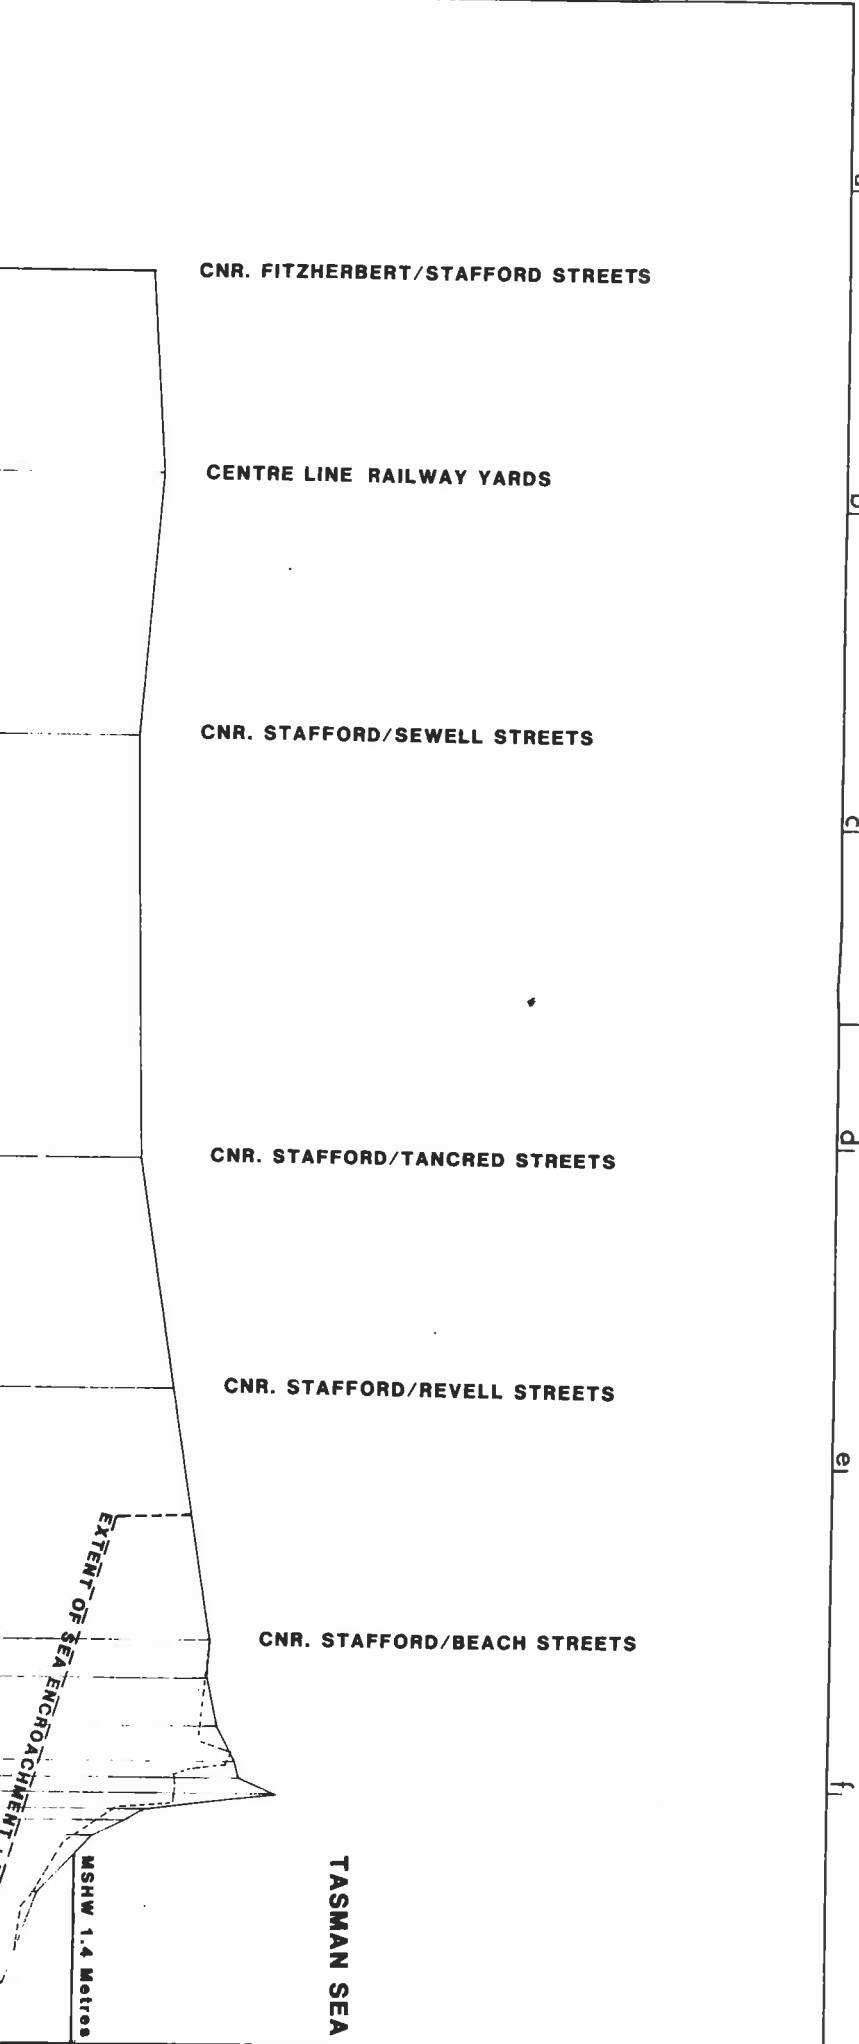 CNR. FITZHERBERT/STAFFORD STREETS
CENTRE LINE RAILWAY YARDS
CNR. STAFFORD/SEWELL STREETS
CNR. STAFFORD/TANCRED STREETS
CNR. STAFFORD/REVELL STREETS
EXTENT OF SEA ENCROACHMENT
CNR. STAFFORD/BEACH STREETS
MSHW 1.4 Metres
TASMAN SEA
b
c
d
e
f